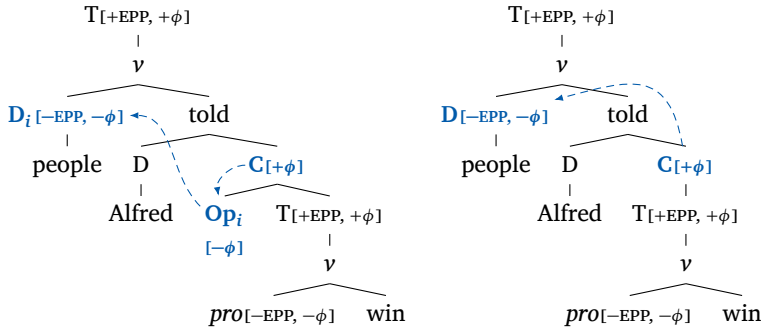 T[+EPP, +ϕ] T[+EPP, +ϕ]
v v
Dᵢ [−EPP, −ϕ] told D[−EPP, −ϕ] told
people D C[+ϕ] people D C[+ϕ]
Alfred Opᵢ T[+EPP, +ϕ] Alfred T[+EPP, +ϕ]
[−ϕ]
v v
pro[−EPP, −ϕ] win pro[−EPP, −ϕ] win